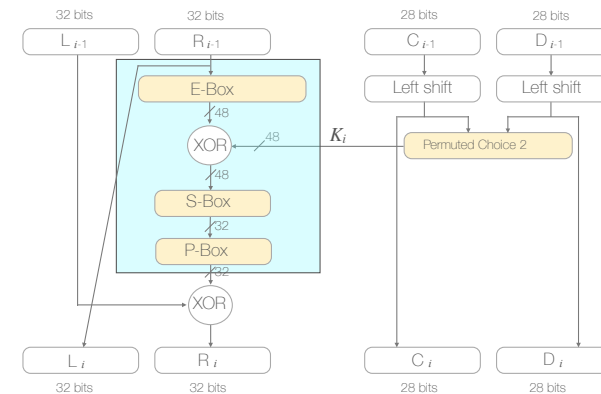 32 bits 32 bits 28 bits 28 bits
L i-1 R i-1 C i-1 D i-1
E-Box Left shift Left shift
48
XOR 48 K i Permuted Choice 2
48
S-Box
32
P-Box
32
XOR
L i R i C i D i
32 bits 32 bits 28 bits 28 bits